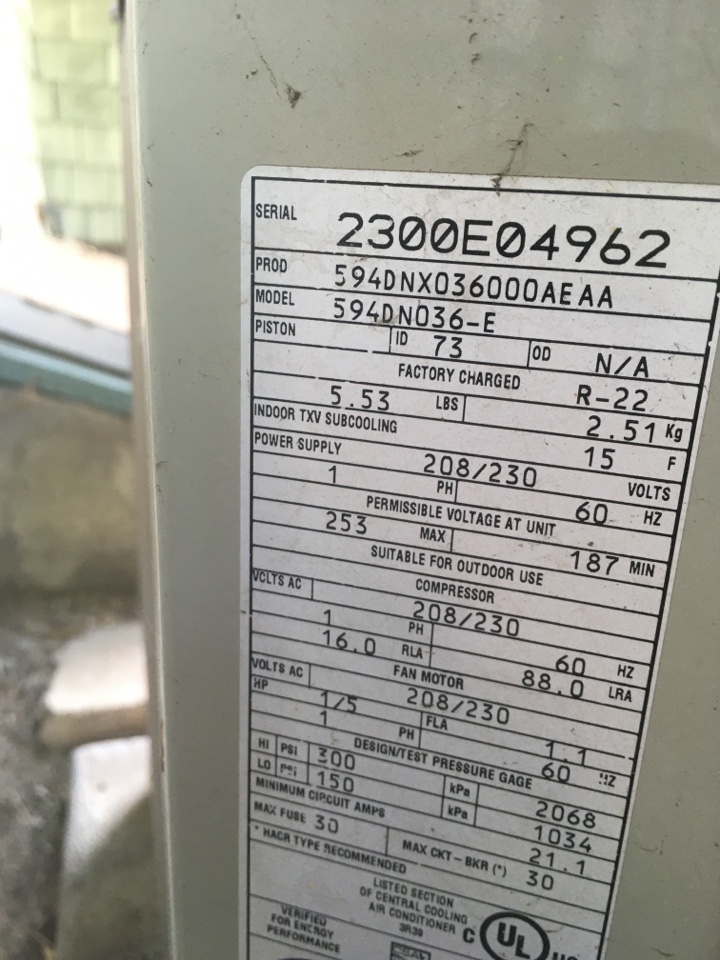 SERIAL 2300E04962
PROD 594DNX036000AEAA
MODEL 594DN036-E
PISTON ID 73 OD N/A
FACTORY CHARGED R-22
5.53 LBS 2.51 Kg
INDOOR TXV SUBCOOLING 15 F
POWER SUPPLY 208/230 VOLTS
1 PH 60 HZ
PERMISSIBLE VOLTAGE AT UNIT
253 MAX 187 MIN
SUITABLE FOR OUTDOOR USE
COMPRESSOR
VOLTS AC 208/230
1 PH 60 HZ
16.0 RLA 88.0 LRA
FAN MOTOR
VOLTS AC 208/230
HP 1/5 FLA 1.1
1 PH 60 HZ
DESIGN/TEST PRESSURE GAGE
HI PSI 300 kPa 2068
LO PSI 150 kPa 1034
MINIMUM CIRCUIT AMPS 21.1
MAX FUSE 30 MAX CKT-BKR (*) 30
* HACR TYPE RECOMMENDED
LISTED SECTION
OF CENTRAL COOLING
AIR CONDITIONER
C UL US
VERIFIED
FOR ENERGY
PERFORMANCE